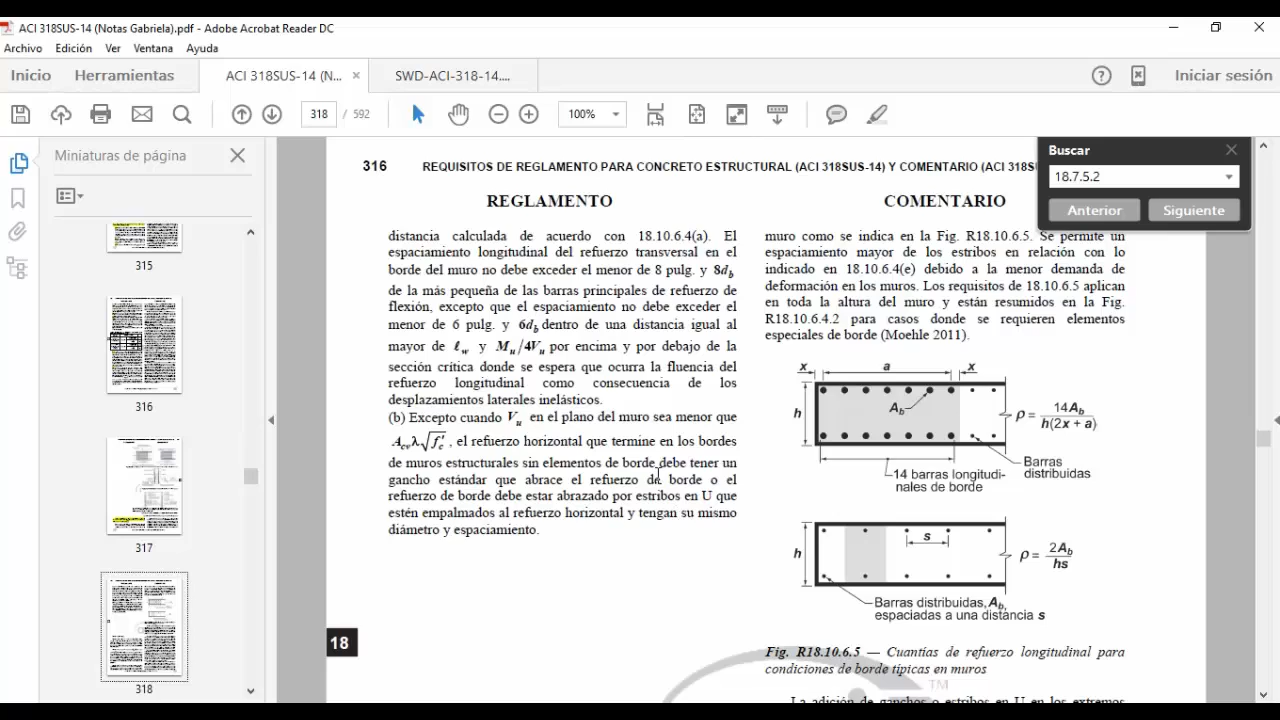 ACI 318SUS-14 (Notas Gabriela).pdf - Adobe Acrobat Reader DC
Archivo Edición Ver Ventana Ayuda
Inicio Herramientas ACI 318SUS-14 (N... × SWD-ACI-318-14.... Iniciar sesión
318 / 592 100%
Miniaturas de página
315
316
317
318
Buscar
18.7.5.2
Anterior Siguiente
316 REQUISITOS DE REGLAMENTO PARA CONCRETO ESTRUCTURAL (ACI 318SUS-14) Y COMENTARIO (ACI 318S
REGLAMENTO
distancia calculada de acuerdo con 18.10.6.4(a). El
espaciamiento longitudinal del refuerzo transversal en el
borde del muro no debe exceder el menor de 8 pulg. y 8d_b
de la más pequeña de las barras principales de refuerzo de
flexión, excepto que el espaciamiento no debe exceder el
menor de 6 pulg. y 6d_b dentro de una distancia igual al
mayor de ℓ_w y M_u/4V_u por encima y por debajo de la
sección crítica donde se espera que ocurra la fluencia del
refuerzo longitudinal como consecuencia de los
desplazamientos laterales inelásticos.
(b) Excepto cuando V_u en el plano del muro sea menor que
A_cv λ√f'_c, el refuerzo horizontal que termine en los bordes
de muros estructurales sin elementos de borde debe tener un
gancho estándar que abrace el refuerzo de borde o el
refuerzo de borde debe estar abrazado por estribos en U que
estén empalmados al refuerzo horizontal y tengan su mismo
diámetro y espaciamiento.
18
COMENTARIO
muro como se indica en la Fig. R18.10.6.5. Se permite un
espaciamiento mayor de los estribos en relación con lo
indicado en 18.10.6.4(e) debido a la menor demanda de
deformación en los muros. Los requisitos de 18.10.6.5 aplican
en toda la altura del muro y están resumidos en la Fig.
R18.10.6.4.2 para casos donde se requieren elementos
especiales de borde (Moehle 2011).
x a x
h A_b ρ = 14A_b / h(2x + a)
14 barras longitudi-
nales de borde
Barras
distribuidas
h s ρ = 2A_b / hs
Barras distribuidas, A_b,
espaciadas a una distancia s
Fig. R18.10.6.5 — Cuantías de refuerzo longitudinal para
condiciones de borde típicas en muros
TM
La adición de ganchos o estribos en U en los extremos